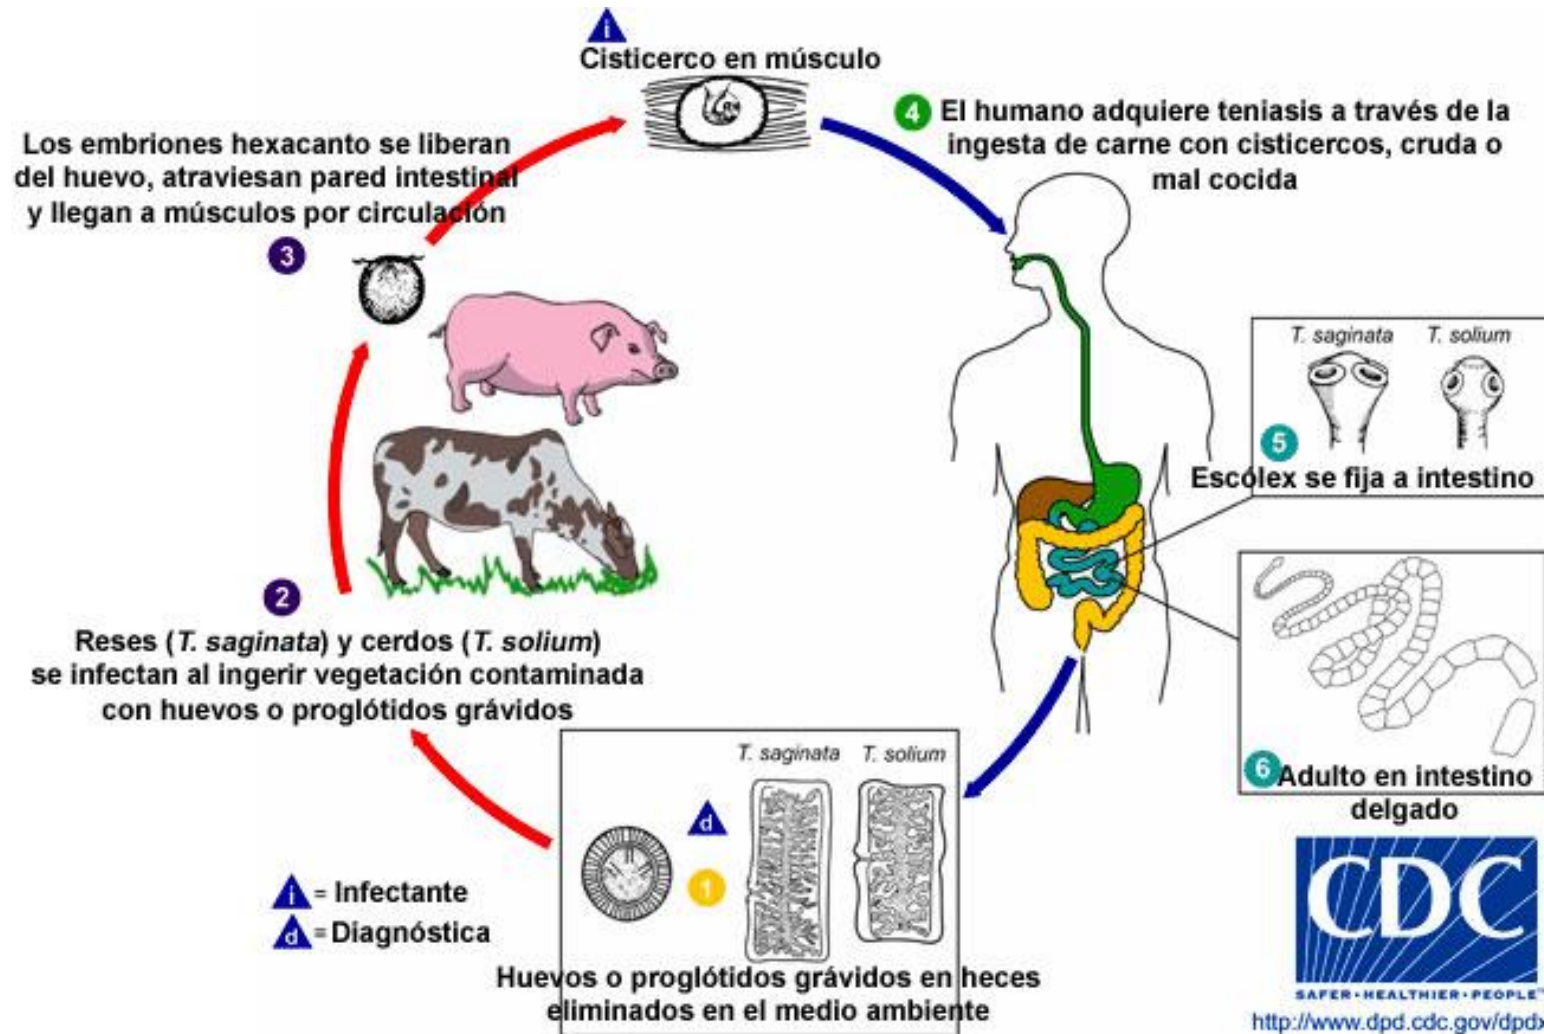 i
Cisticerco en músculo
4 El humano adquiere teniasis a través de la
ingesta de carne con cisticercos, cruda o
mal cocida
Los embriones hexacanto se liberan
del huevo, atraviesan pared intestinal
y llegan a músculos por circulación
3
T. saginata T. solium
5
Escólex se fija a intestino
2
Reses (T. saginata) y cerdos (T. solium)
se infectan al ingerir vegetación contaminada
con huevos o proglótidos grávidos
6 Adulto en intestino
delgado
T. saginata T. solium
d
1
i = Infectante
d = Diagnóstica
Huevos o proglótidos grávidos en heces
eliminados en el medio ambiente
CDC
SAFER•HEALTHIER•PEOPLE™
http://www.dpd.cdc.gov/dpdx